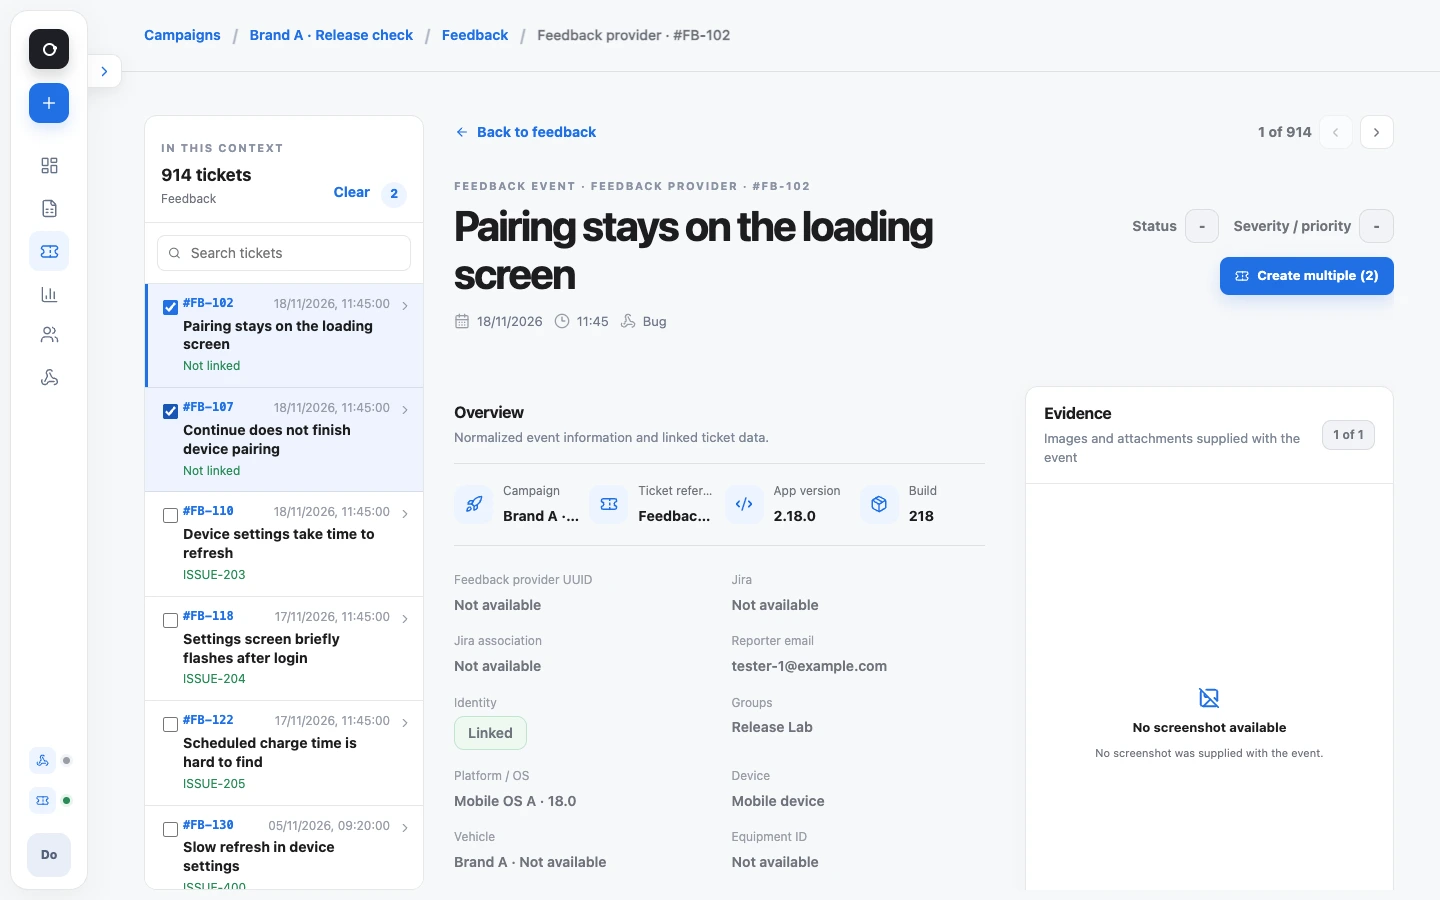 Campaigns / Brand A · Release check / Feedback / Feedback provider · #FB-102
IN THIS CONTEXT
914 tickets
Feedback
Clear 2
Search tickets
#FB-102 18/11/2026, 11:45:00
Pairing stays on the loading
screen
Not linked
#FB-107 18/11/2026, 11:45:00
Continue does not finish
device pairing
Not linked
#FB-110 18/11/2026, 11:45:00
Device settings take time to
refresh
ISSUE-203
#FB-118 17/11/2026, 11:45:00
Settings screen briefly
flashes after login
ISSUE-204
#FB-122 17/11/2026, 11:45:00
Scheduled charge time is
hard to find
ISSUE-205
#FB-130 05/11/2026, 09:20:00
Slow refresh in device
settings
ISSUE-400
Do
Back to feedback
1 of 914
FEEDBACK EVENT · FEEDBACK PROVIDER · #FB-102
Pairing stays on the loading
screen
Status - Severity / priority -
Create multiple (2)
18/11/2026 11:45 Bug
Overview
Normalized event information and linked ticket data.
Campaign
Brand A ·...
Ticket refer...
Feedbac...
App version
2.18.0
Build
218
Feedback provider UUID
Not available
Jira
Not available
Jira association
Not available
Reporter email
tester-1@example.com
Identity
Linked
Groups
Release Lab
Platform / OS
Mobile OS A · 18.0
Device
Mobile device
Vehicle
Brand A · Not available
Equipment ID
Not available
Evidence
Images and attachments supplied with the
event
1 of 1
No screenshot available
No screenshot was supplied with the event.